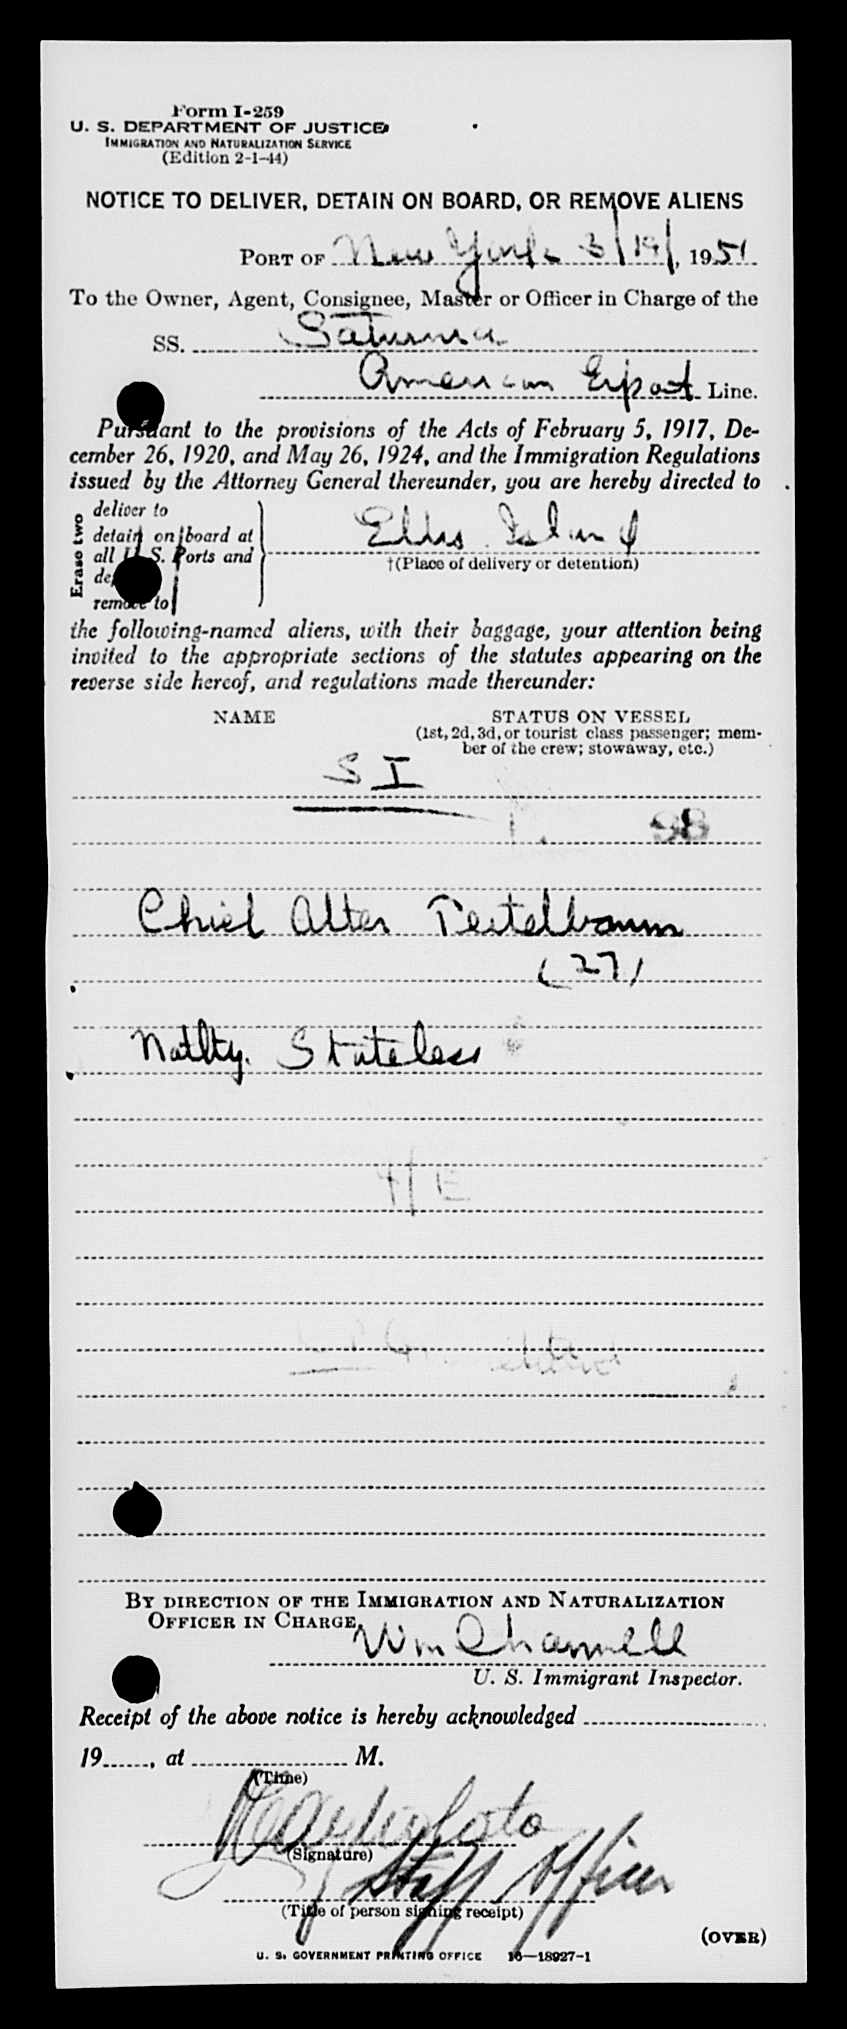 Form I-259
U. S. DEPARTMENT OF JUSTICE
IMMIGRATION AND NATURALIZATION SERVICE
(Edition 2-1-44)
NOTICE TO DELIVER, DETAIN ON BOARD, OR REMOVE ALIENS
PORT OF New York 3/19/, 1951
To the Owner, Agent, Consignee, Master or Officer in Charge of the
SS. Saturnia
American Export Line.
Pursuant to the provisions of the Acts of February 5, 1917, De-
cember 26, 1920, and May 26, 1924, and the Immigration Regulations
issued by the Attorney General thereunder, you are hereby directed to
Erase two
deliver to
detain on board at
all U. S. Ports and
remove to
Ellis Island
†(Place of delivery or detention)
the following-named aliens, with their baggage, your attention being
invited to the appropriate sections of the statutes appearing on the
reverse side hereof, and regulations made thereunder:
NAME STATUS ON VESSEL
(1st, 2d, 3d, or tourist class passenger; mem-
ber of the crew; stowaway, etc.)
S I
98
Chiel Alter Teitelbaum
(27)
Natlty. Stateless
4/E
BY DIRECTION OF THE IMMIGRATION AND NATURALIZATION
OFFICER IN CHARGE,
Wm Channell
U. S. Immigrant Inspector.
Receipt of the above notice is hereby acknowledged
19, at M.
(Time)
(Signature)
Staff Officer
(Title of person signing receipt)
(OVER)
U. S. GOVERNMENT PRINTING OFFICE 16—18927-1